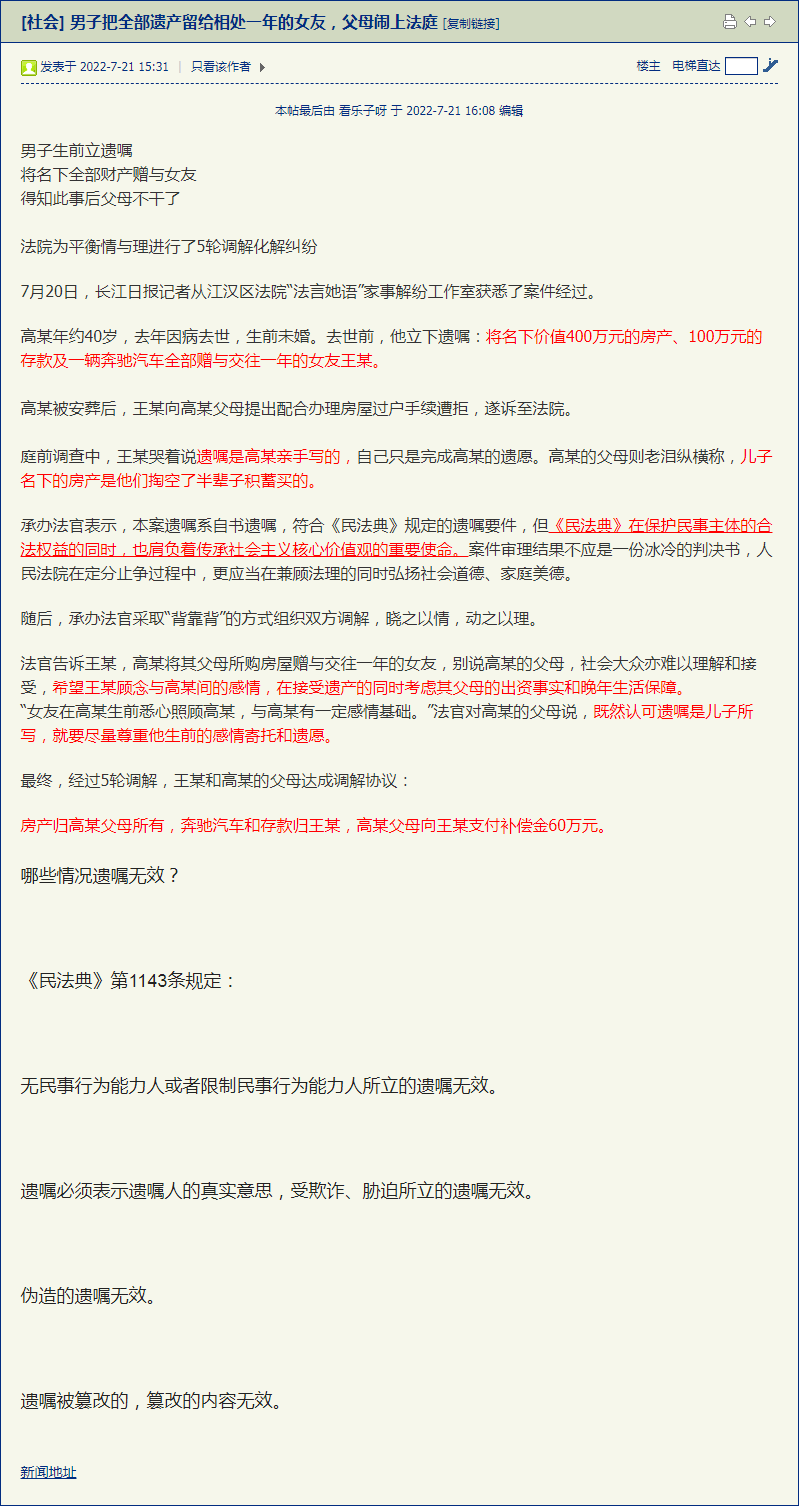 [社会] 男子把全部遗产留给相处一年的女友，父母闹上法庭 [复制链接]
发表于 2022-7-21 15:31 | 只看该作者
楼主 电梯直达
本帖最后由 看乐子呀 于 2022-7-21 16:08 编辑
男子生前立遗嘱
将名下全部财产赠与女友
得知此事后父母不干了
法院为平衡情与理进行了5轮调解化解纠纷
7月20日，长江日报记者从江汉区法院“法言她语”家事解纷工作室获悉了案件经过。
高某年约40岁，去年因病去世，生前未婚。去世前，他立下遗嘱：将名下价值400万元的房产、100万元的
存款及一辆奔驰汽车全部赠与交往一年的女友王某。
高某被安葬后，王某向高某父母提出配合办理房屋过户手续遭拒，遂诉至法院。
庭前调查中，王某哭着说遗嘱是高某亲手写的，自己只是完成高某的遗愿。高某的父母则老泪纵横称，儿子
名下的房产是他们掏空了半辈子积蓄买的。
承办法官表示，本案遗嘱系自书遗嘱，符合《民法典》规定的遗嘱要件，但《民法典》在保护民事主体的合
法权益的同时，也肩负着传承社会主义核心价值观的重要使命。案件审理结果不应是一份冰冷的判决书，人
民法院在定分止争过程中，更应当在兼顾法理的同时弘扬社会道德、家庭美德。
随后，承办法官采取“背靠背”的方式组织双方调解，晓之以情，动之以理。
法官告诉王某，高某将其父母所购房屋赠与交往一年的女友，别说高某的父母，社会大众亦难以理解和接
受，希望王某顾念与高某间的感情，在接受遗产的同时考虑其父母的出资事实和晚年生活保障。
“女友在高某生前悉心照顾高某，与高某有一定感情基础。”法官对高某的父母说，既然认可遗嘱是儿子所
写，就要尽量尊重他生前的感情寄托和遗愿。
最终，经过5轮调解，王某和高某的父母达成调解协议：
房产归高某父母所有，奔驰汽车和存款归王某，高某父母向王某支付补偿金60万元。
哪些情况遗嘱无效？
《民法典》第1143条规定：
无民事行为能力人或者限制民事行为能力人所立的遗嘱无效。
遗嘱必须表示遗嘱人的真实意思，受欺诈、胁迫所立的遗嘱无效。
伪造的遗嘱无效。
遗嘱被篡改的，篡改的内容无效。
新闻地址